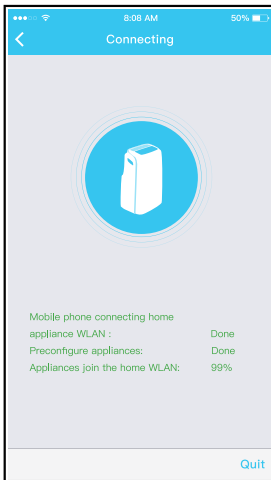 8:08 AM 50%
Connecting
Mobile phone connecting home
appliance WLAN : Done
Preconfigure appliances: Done
Appliances join the home WLAN: 99%
Quit